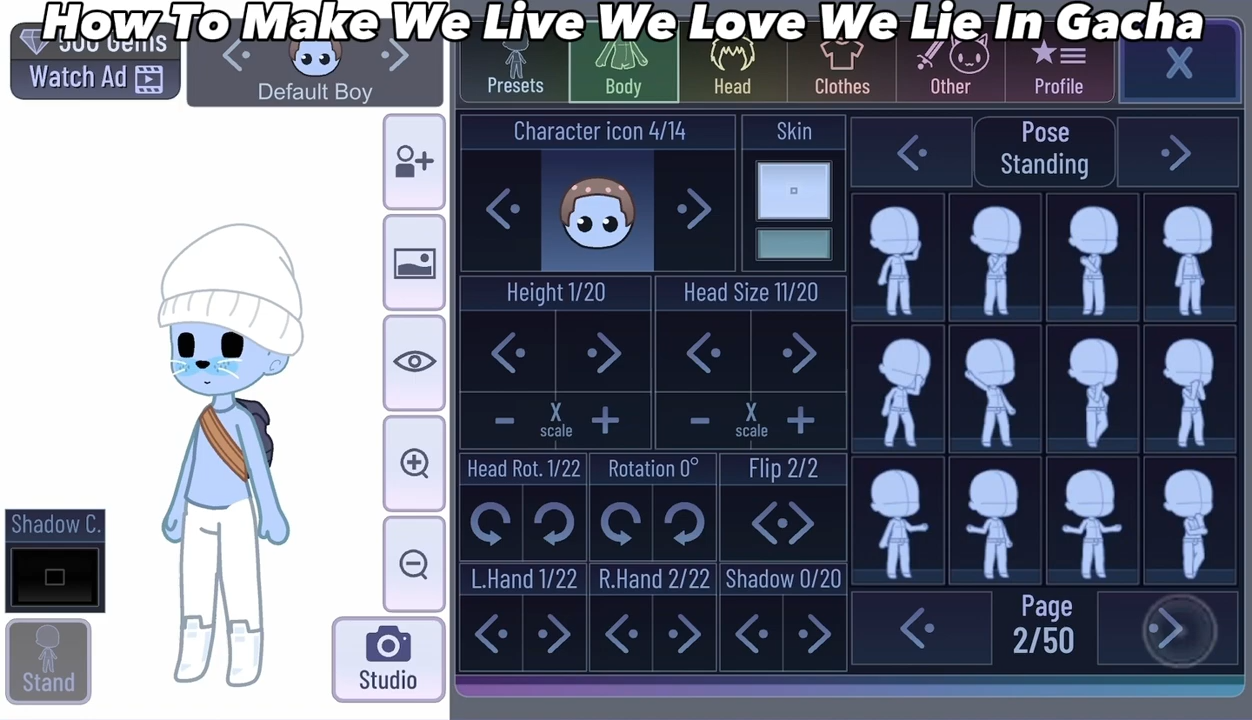 How To Make We Live We Love We Lie In Gacha
500 Gems
Watch Ad
Default Boy
Presets
Body
Head
Clothes
Other
Profile
X
Character icon 4/14
Skin
Pose
Standing
Height 1/20
Head Size 11/20
X
scale
X
scale
Head Rot. 1/22
Rotation 0°
Flip 2/2
Shadow C.
L.Hand 1/22
R.Hand 2/22
Shadow 0/20
Page
2/50
Stand
Studio